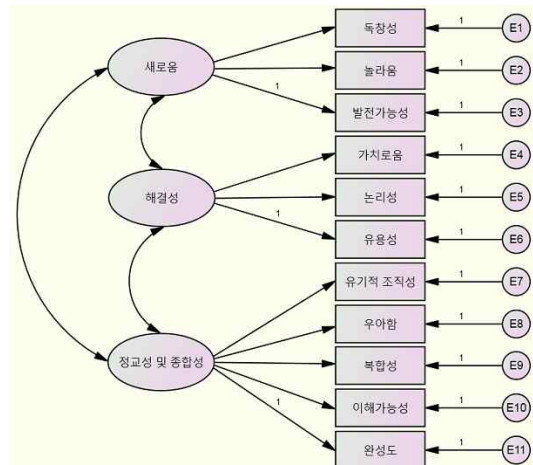 독창성
1
E1
새로움
놀라움
1
E2
1
발전가능성
1
E3
가치로움
1
E4
해결성
논리성
1
E5
1
유용성
1
E6
유기적 조직성
1
E7
우아함
1
E8
정교성 및 종합성
복합성
1
E9
이해가능성
1
E10
1
완성도
1
E11